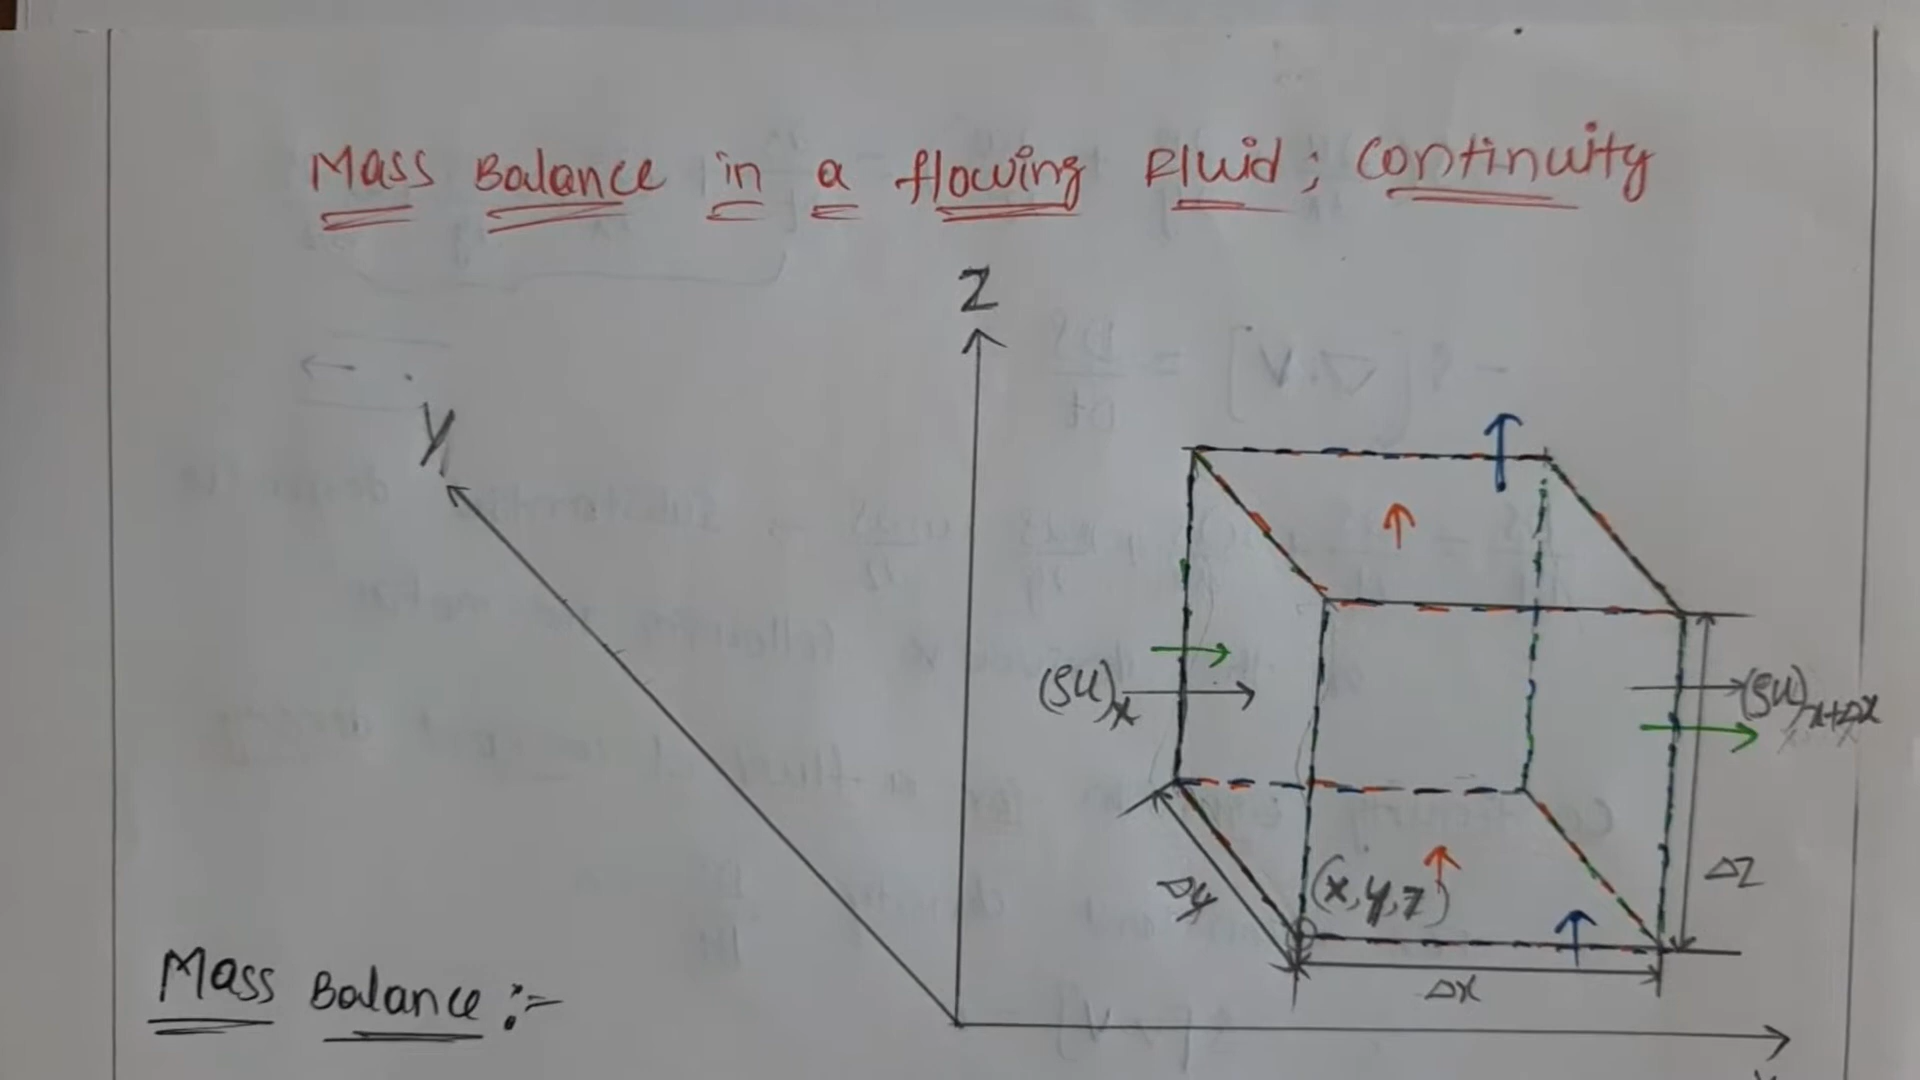 Mass Balance in a flowing Fluid; Continuity
Z
y
(ρu)x
(ρu)x+Δx
(x,y,z)
Δy
Δz
Δx
Mass Balance :-